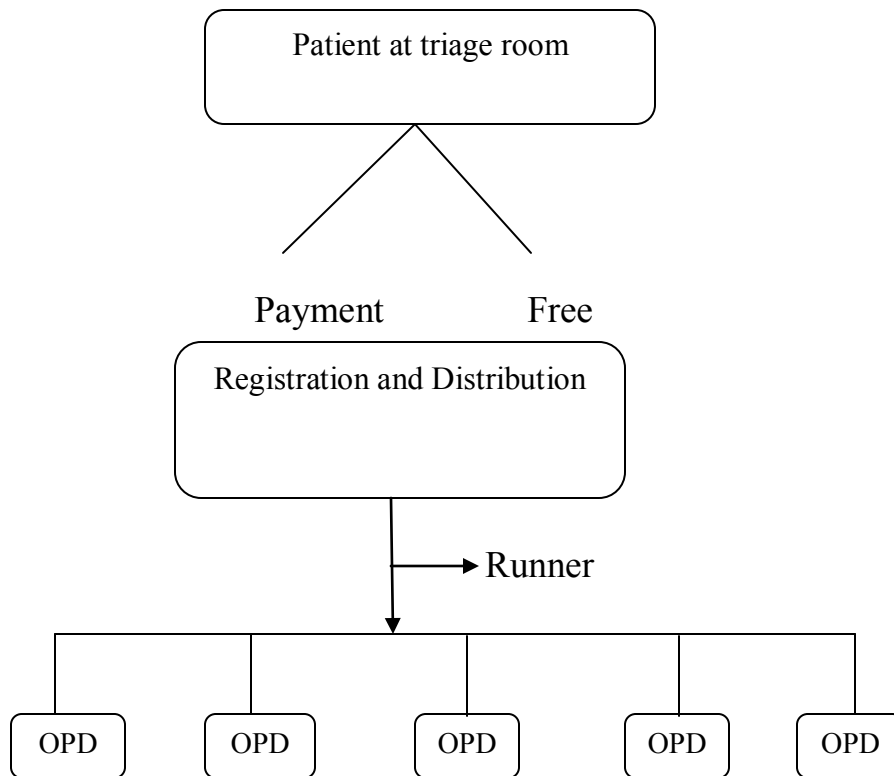 Patient at triage room
Payment Free
Registration and Distribution
Runner
OPD OPD OPD OPD OPD